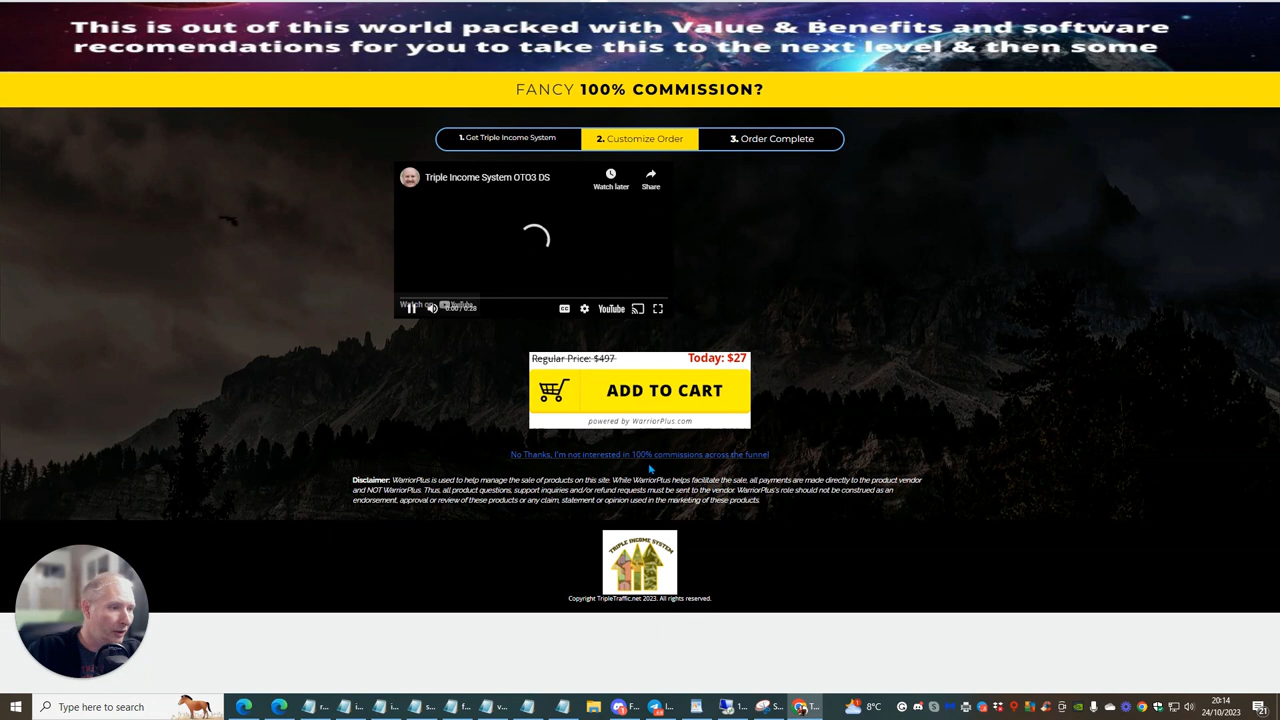 This is out of this world packed with Value & Benefits and software
recomendations for you to take this to the next level & then some
FANCY 100% COMMISSION?
1. Get Triple Income System
2. Customize Order
3. Order Complete
Triple Income System OTO3 DS
Watch later
Share
Watch on YouTube
0:00 / 0:28
YouTube
Regular Price: $497
Today: $27
ADD TO CART
powered by WarriorPlus.com
No Thanks, I'm not interested in 100% commissions across the funnel
Disclaimer: WarriorPlus is used to help manage the sale of products on this site. While WarriorPlus helps facilitate the sale, all payments are made directly to the product vendor
and NOT WarriorPlus. Thus, all product questions, support inquiries and/or refund requests must be sent to the vendor. WarriorPlus's role should not be construed as an
endorsement, approval or review of these products or any claim, statement or opinion used in the marketing of these products.
TRIPLE INCOME SYSTEM
Copyright TripleTraffic.net 2023. All rights reserved.
Type here to search
r...
i...
i...
s...
f...
v...
F...
I...
1...
S...
T...
8°C
20:14
24/10/2023